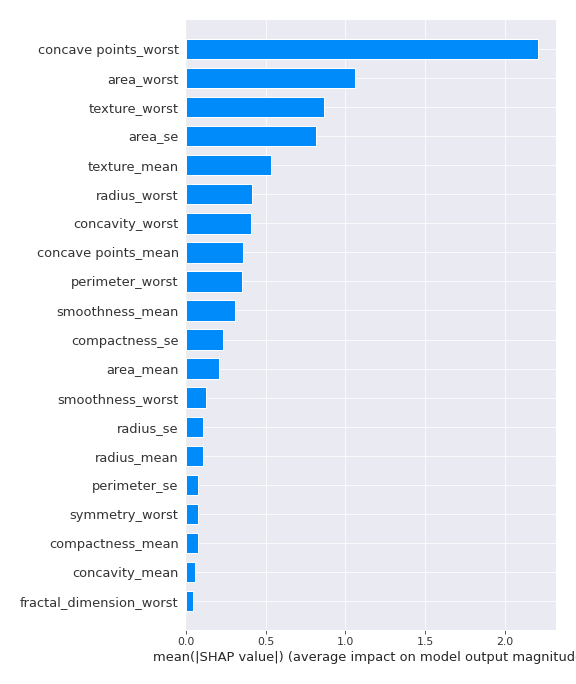 concave points_worst
area_worst
texture_worst
area_se
texture_mean
radius_worst
concavity_worst
concave points_mean
perimeter_worst
smoothness_mean
compactness_se
area_mean
smoothness_worst
radius_se
radius_mean
perimeter_se
symmetry_worst
compactness_mean
concavity_mean
fractal_dimension_worst
0.0 0.5 1.0 1.5 2.0
mean(|SHAP value|) (average impact on model output magnitud